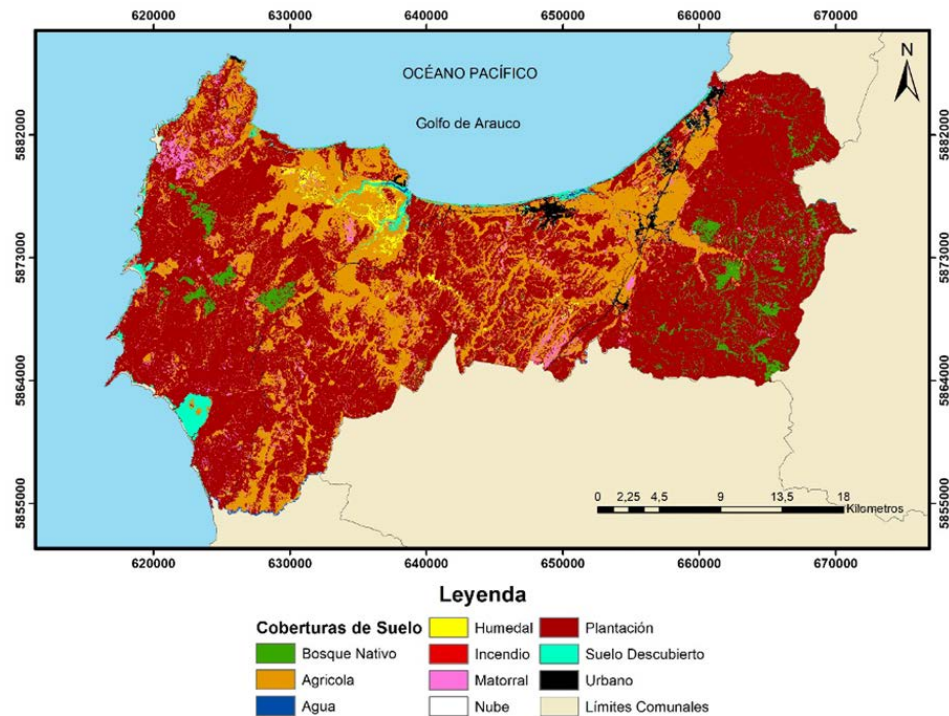 620000 630000 640000 650000 660000 670000
N
OCÉANO PACÍFICO
Golfo de Arauco
5882000 5882000
5873000 5873000
5864000 5864000
5855000 5855000
0 2,25 4,5 9 13,5 18
Kilometros
620000 630000 640000 650000 660000 670000
Leyenda
Coberturas de Suelo
Bosque Nativo
Agricola
Agua
Humedal
Incendio
Matorral
Nube
Plantación
Suelo Descubierto
Urbano
Límites Comunales